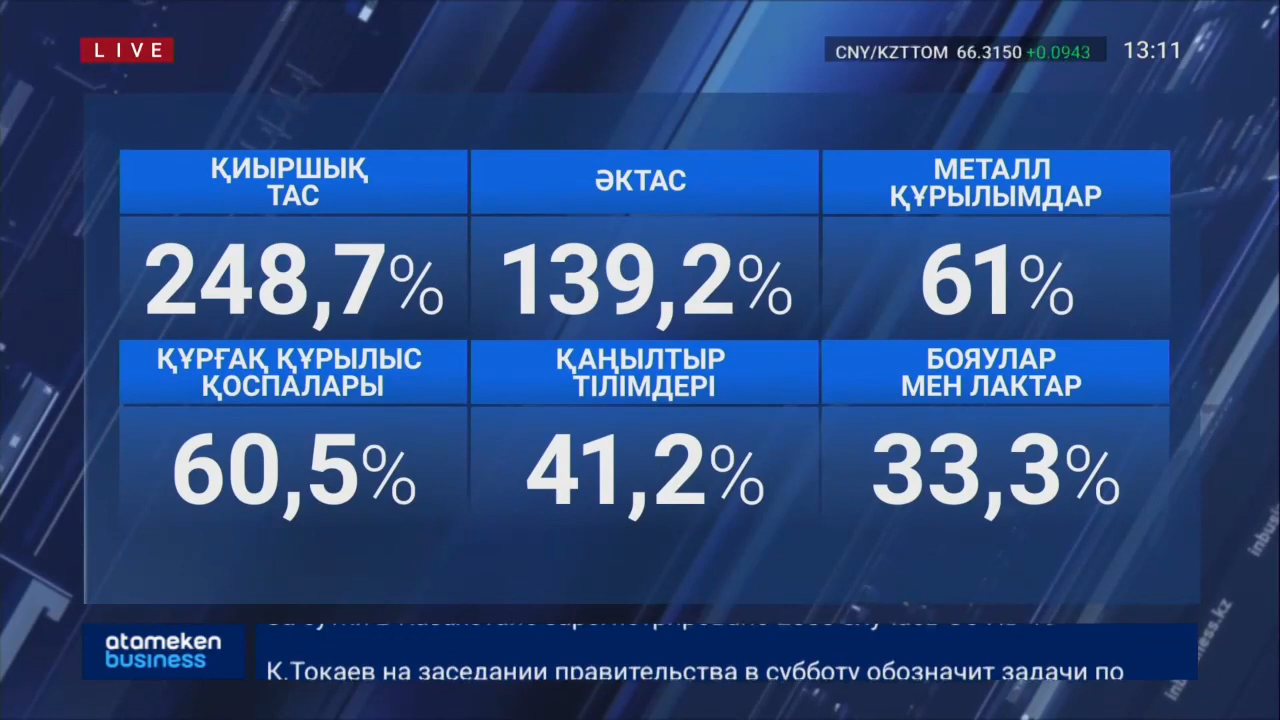 LIVE
CNY/KZTTOM 66.3150 +0.0943
13:11
ҚИЫРШЫҚ
ТАС
ӘКТАС
МЕТАЛЛ
ҚҰРЫЛЫМДАР
248,7%
139,2%
61%
ҚҰРҒАҚ ҚҰРЫЛЫС
ҚОСПАЛАРЫ
ҚАҢЫЛТЫР
ТІЛІМДЕРІ
БОЯУЛАР
МЕН ЛАКТАР
60,5%
41,2%
33,3%
inbusiness.kz
atameken
business
К.Токаев на заседании правительства в субботу обозначит задачи по